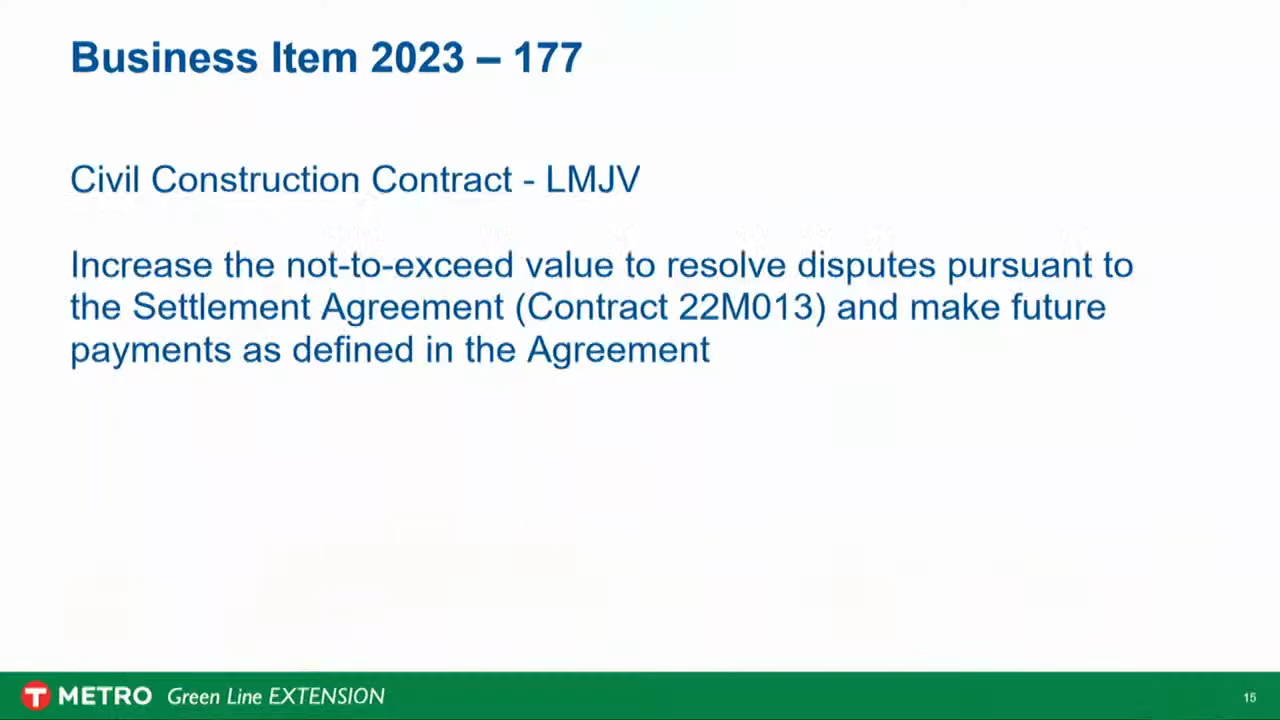 Business Item 2023 – 177
Civil Construction Contract - LMJV
Increase the not-to-exceed value to resolve disputes pursuant to
the Settlement Agreement (Contract 22M013) and make future
payments as defined in the Agreement
T METRO Green Line EXTENSION
15